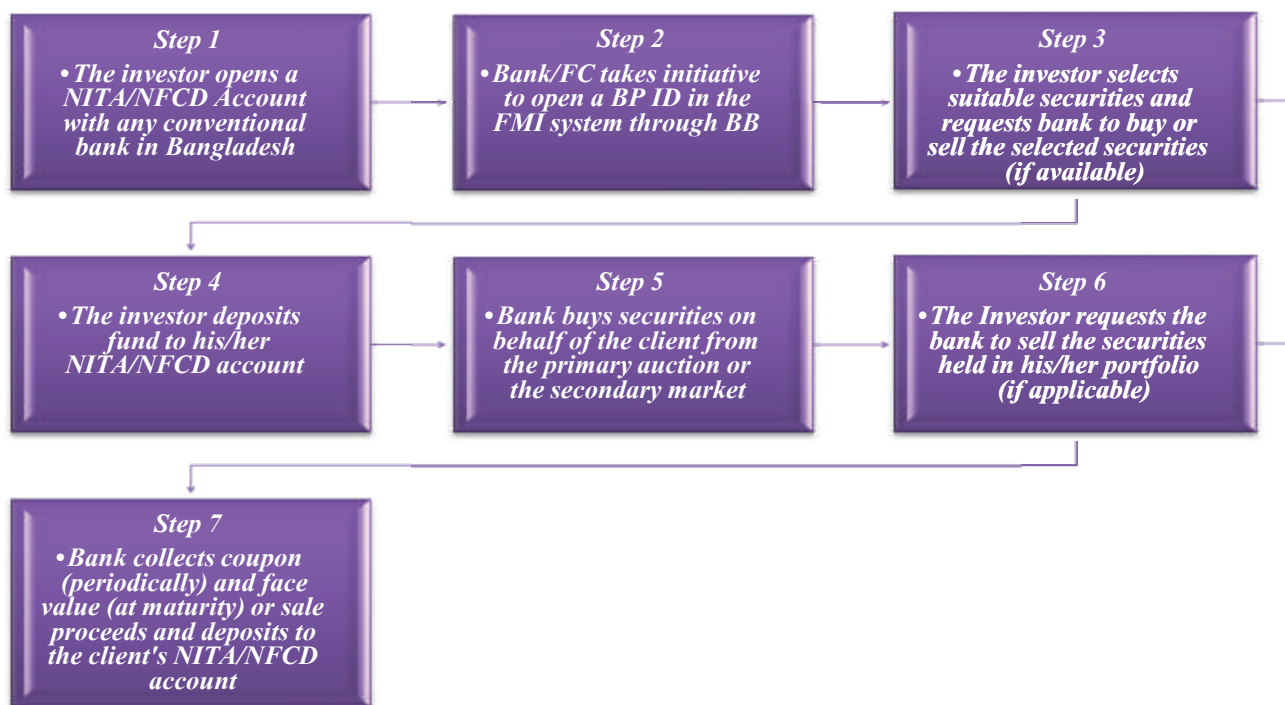 Step 1
•The investor opens a
NITA/NFCD Account
with any conventional
bank in Bangladesh
Step 2
•Bank/FC takes initiative
to open a BP ID in the
FMI system through BB
Step 3
•The investor selects
suitable securities and
requests bank to buy or
sell the selected securities
(if available)
Step 4
•The investor deposits
fund to his/her
NITA/NFCD account
Step 5
•Bank buys securities on
behalf of the client from
the primary auction or
the secondary market
Step 6
•The Investor requests the
bank to sell the securities
held in his/her portfolio
(if applicable)
Step 7
•Bank collects coupon
(periodically) and face
value (at maturity) or sale
proceeds and deposits to
the client's NITA/NFCD
account